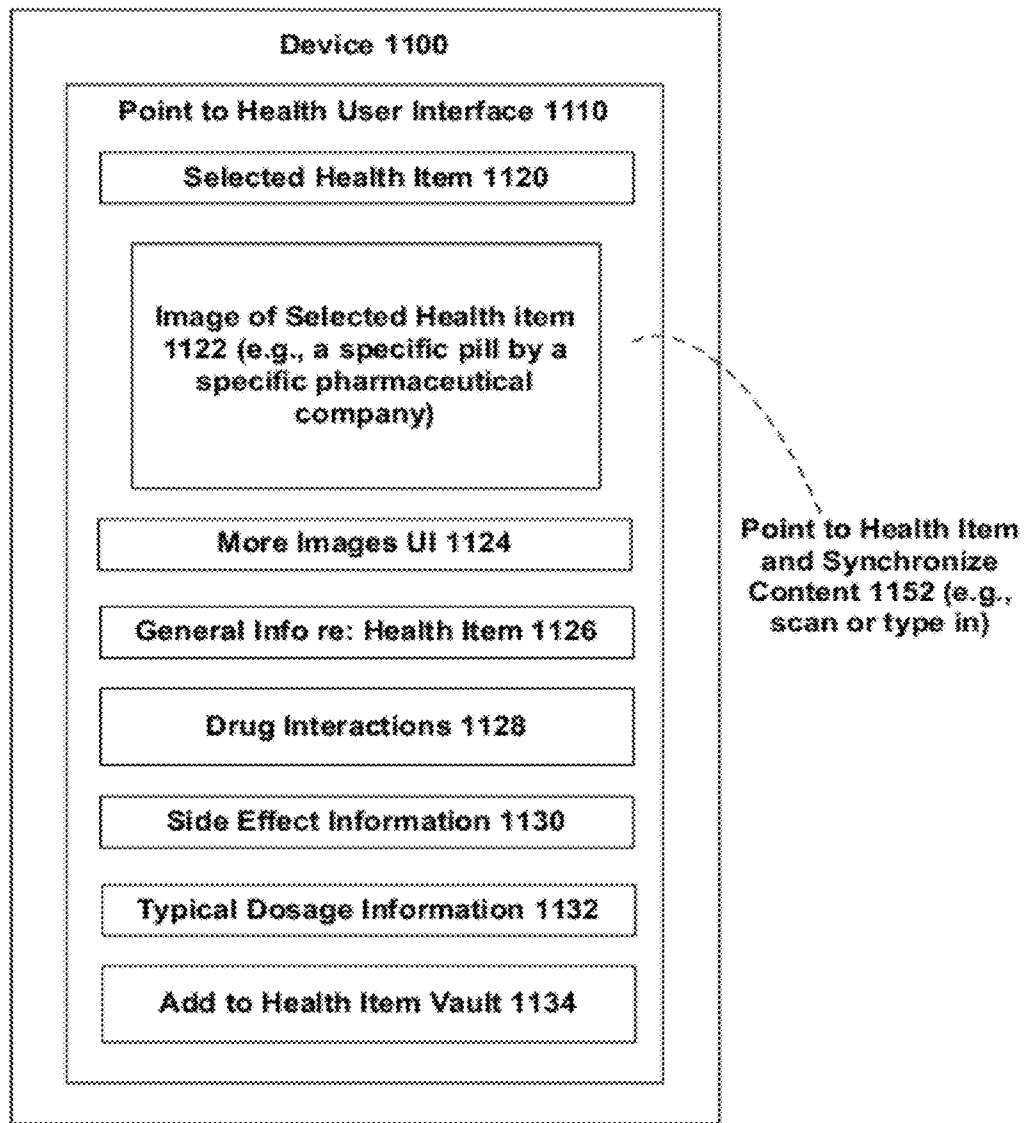 Device 1100
Point to Health User Interface 1110
Selected Health Item 1120
Image of Selected Health item
1122 (e.g., a specific pill by a
specific pharmaceutical
company)
More Images UI 1124
General Info re: Health Item 1126
Drug Interactions 1128
Side Effect Information 1130
Typical Dosage Information 1132
Add to Health Item Vault 1134
Point to Health Item
and Synchronize
Content 1152 (e.g.,
scan or type in)